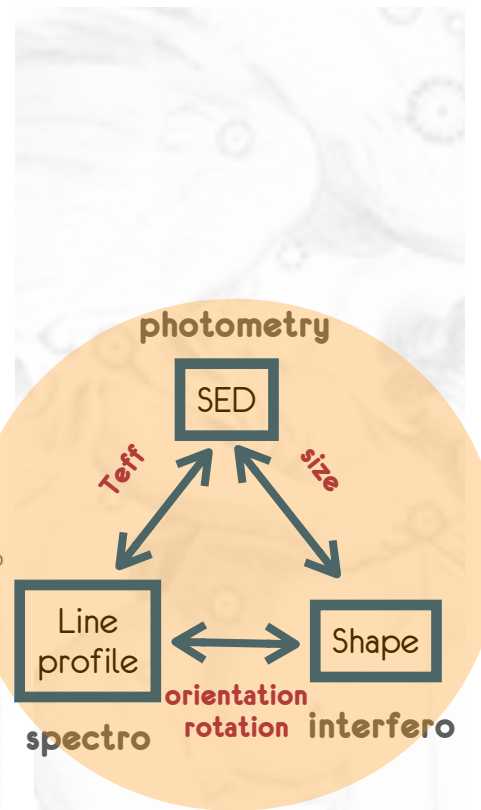 photometry
SED
Teff
size
Line
profile
Shape
orientation
rotation
spectro
interfero